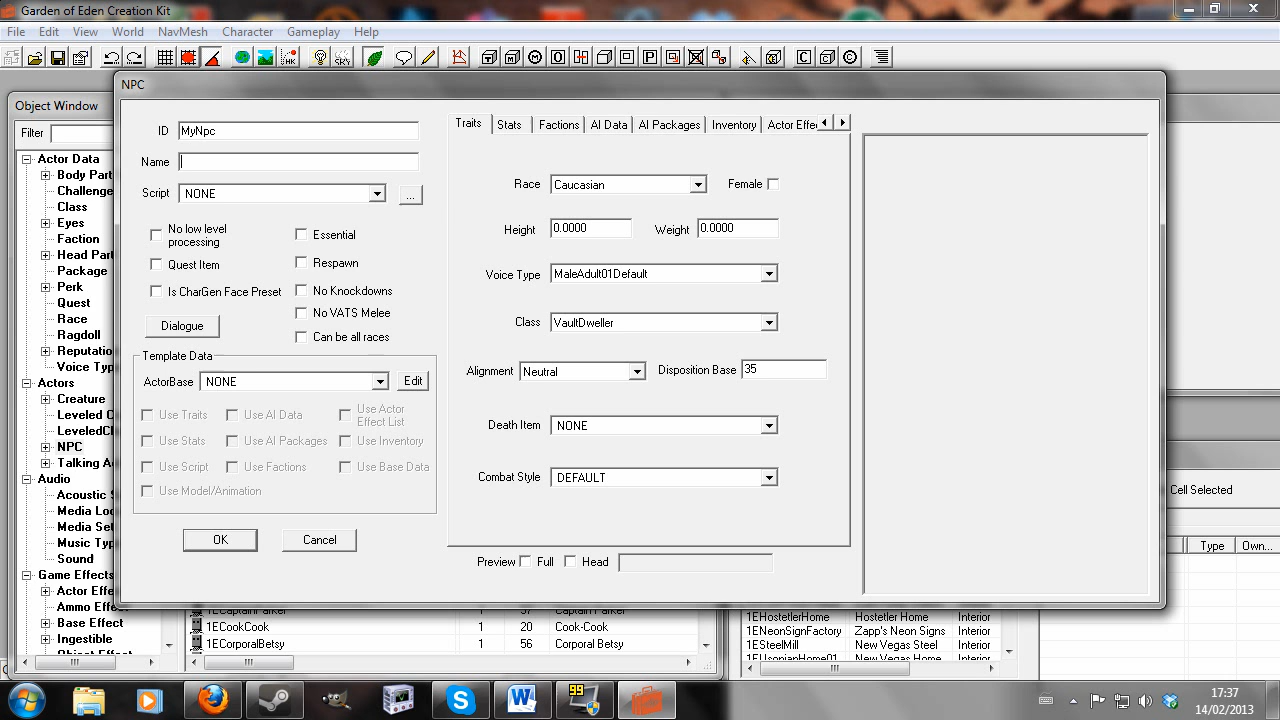 Garden of Eden Creation Kit
File Edit View World NavMesh Character Gameplay Help
NPC
Object Window
Filter
Actor Data
Body Part
Challenge
Class
Eyes
Faction
Head Part
Package
Perk
Quest
Race
Ragdoll
Reputatio
Voice Typ
Actors
Creature
Leveled C
LeveledC
NPC
Talking A
Audio
Acoustic S
Media Loc
Media Set
Music Typ
Sound
Game Effects
Actor Effe
Ammo Effe
Base Effect
Ingestible
Object Effect
ID MyNpc
Name
Script NONE ...
No low level
processing
Essential
Quest Item Respawn
Is CharGen Face Preset No Knockdowns
No VATS Melee
Dialogue
Can be all races
Template Data
ActorBase NONE Edit
Use Traits Use AI Data Use Actor
Effect List
Use Stats Use AI Packages Use Inventory
Use Script Use Factions Use Base Data
Use Model/Animation
OK Cancel
Traits Stats Factions AI Data AI Packages Inventory Actor Effe
Race Caucasian Female
Height 0.0000 Weight 0.0000
Voice Type MaleAdult01Default
Class VaultDweller
Alignment Neutral Disposition Base 35
Death Item NONE
Combat Style DEFAULT
Preview Full Head
Cell Selected
Type Own...
1ECaptainParker 1 37 Captain Parker
1ECookCook 1 20 Cook-Cook
1ECorporalBetsy 1 56 Corporal Betsy
1EHostetlerHome Hostetler Home Interior
1ENeonSignFactory Zapp's Neon Signs Interior
1ESteelMill New Vegas Steel Interior
1EUsonianHome01 New Vegas Home Interior
99
17:37
14/02/2013